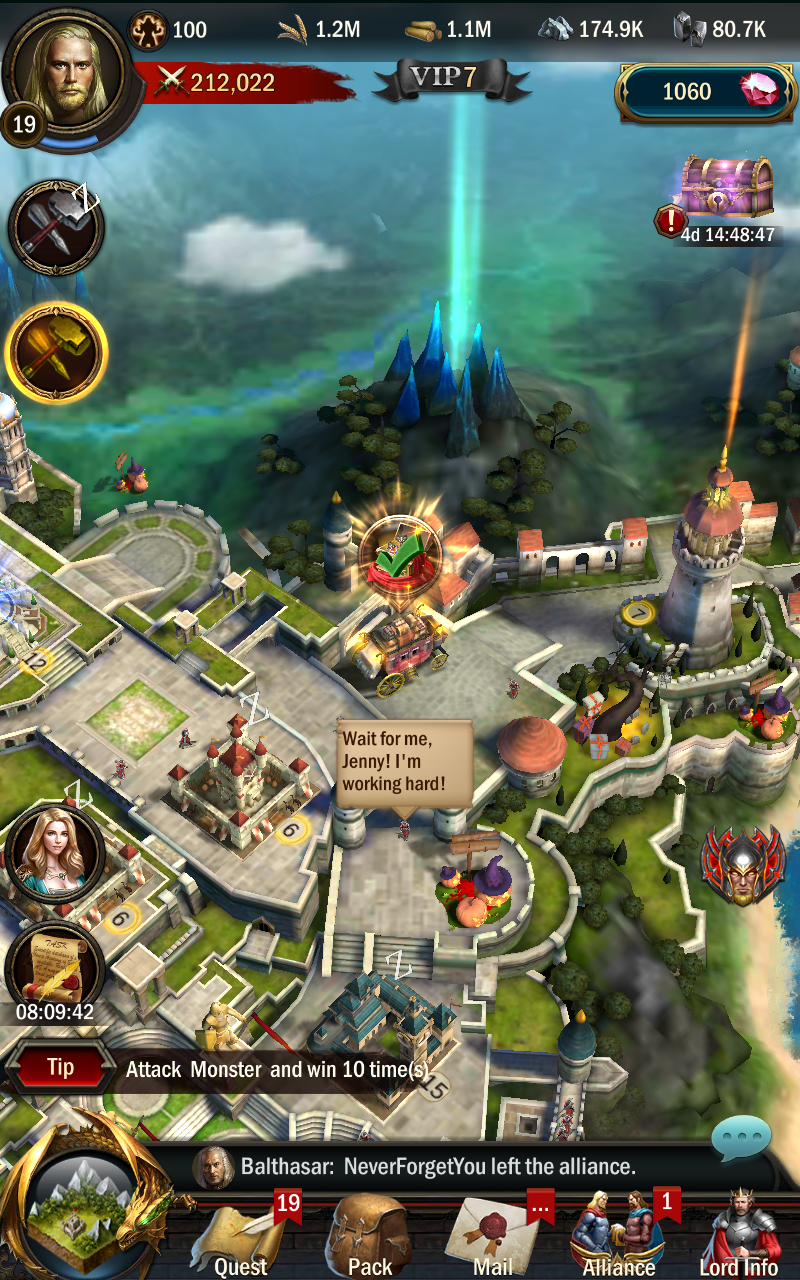 100
1.2M
1.1M
174.9K
80.7K
212,022
VIP7
1060
19
4d 14:48:47
7
12
Wait for me,
Jenny! I'm
working hard!
6
6
TASK
08:09:42
Tip
Attack Monster and win 10 time(s)
15
Balthasar: NeverForgetYou left the alliance.
19
...
1
Quest
Pack
Mail
Alliance
Lord Info